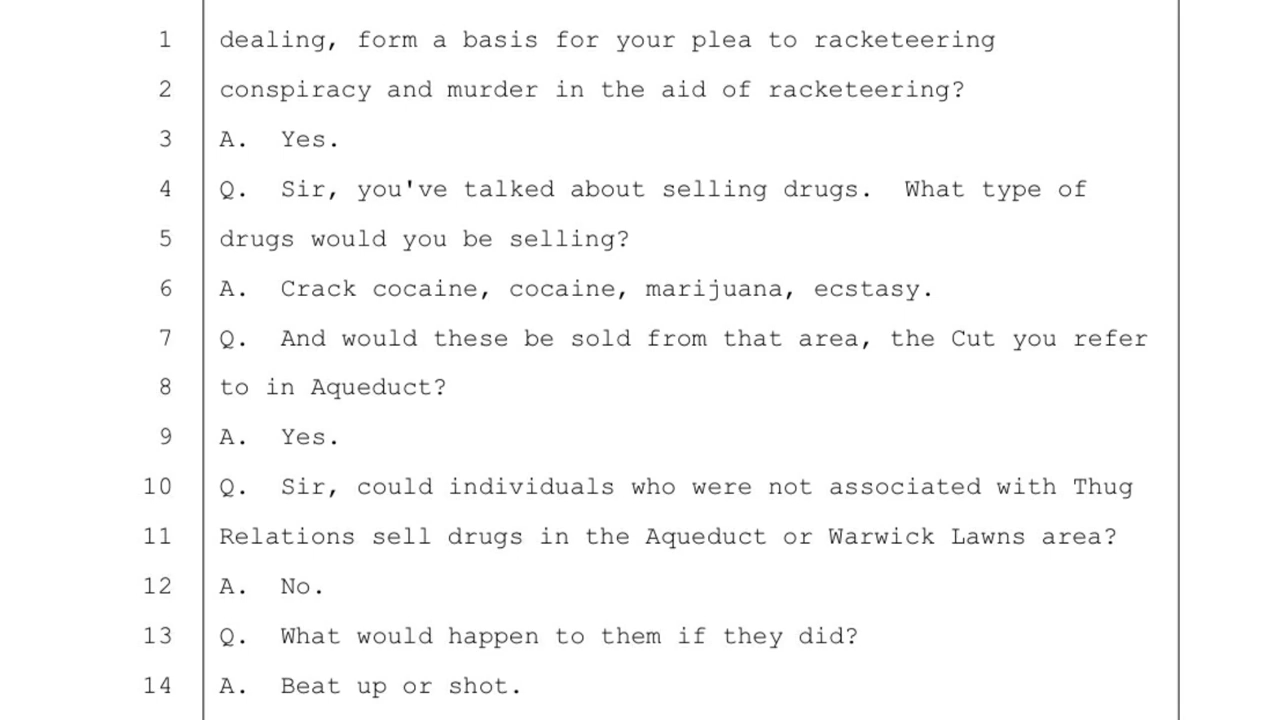 1 dealing, form a basis for your plea to racketeering
2 conspiracy and murder in the aid of racketeering?
3 A. Yes.
4 Q. Sir, you've talked about selling drugs. What type of
5 drugs would you be selling?
6 A. Crack cocaine, cocaine, marijuana, ecstasy.
7 Q. And would these be sold from that area, the Cut you refer
8 to in Aqueduct?
9 A. Yes.
10 Q. Sir, could individuals who were not associated with Thug
11 Relations sell drugs in the Aqueduct or Warwick Lawns area?
12 A. No.
13 Q. What would happen to them if they did?
14 A. Beat up or shot.